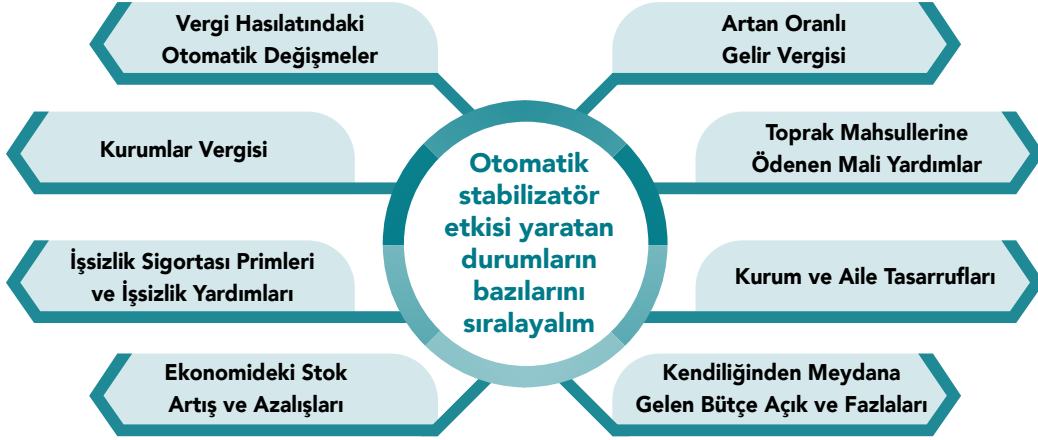 Vergi Hasılatındaki
Otomatik Değişmeler
Artan Oranlı
Gelir Vergisi
Kurumlar Vergisi
Toprak Mahsullerine
Ödenen Mali Yardımlar
Otomatik
stabilizatör
etkisi yaratan
durumların
bazılarını
sıralayalım
İşsizlik Sigortası Primleri
ve İşsizlik Yardımları
Kurum ve Aile Tasarrufları
Ekonomideki Stok
Artış ve Azalışları
Kendiliğinden Meydana
Gelen Bütçe Açık ve Fazlaları